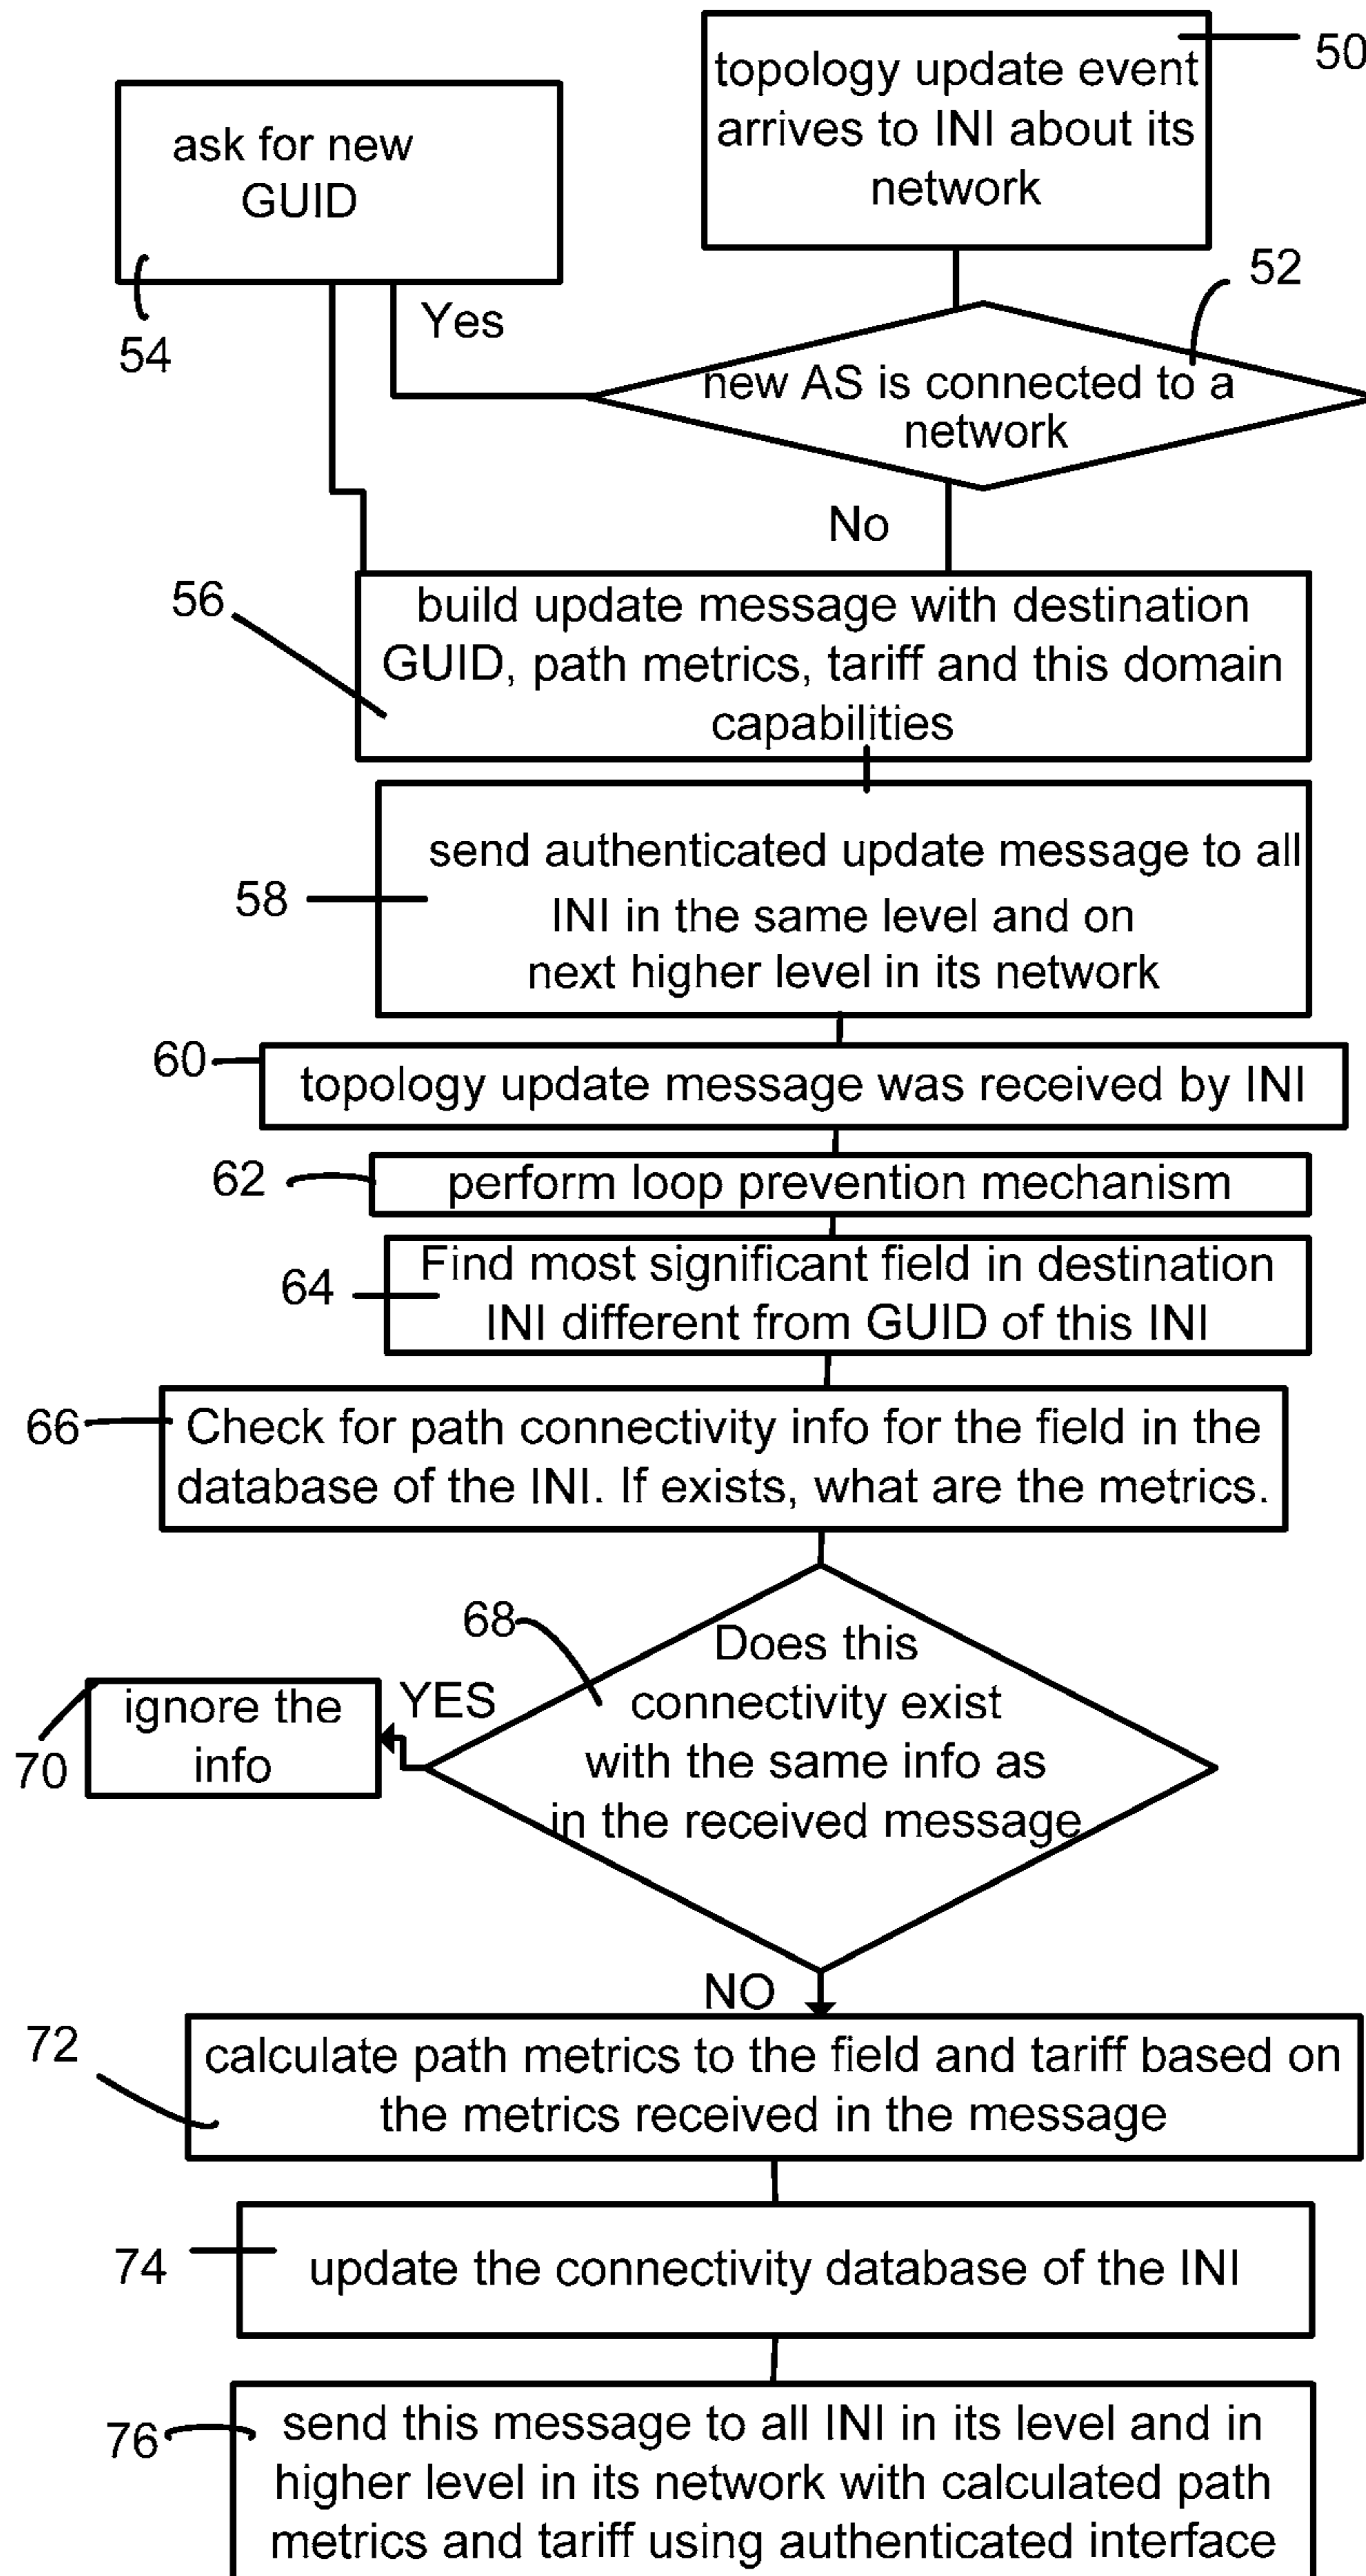 50
topology update event
arrives to INI about its
network
ask for new
GUID
54
Yes
52
new AS is connected to a
network
No
56
build update message with destination
GUID, path metrics, tariff and this domain
capabilities
58
send authenticated update message to all
INI in the same level and on
next higher level in its network
60
topology update message was received by INI
62
perform loop prevention mechanism
64
Find most significant field in destination
INI different from GUID of this INI
66
Check for path connectivity info for the field in the
database of the INI. If exists, what are the metrics.
68
Does this
connectivity exist
with the same info as
in the received message
YES
ignore the
info
70
NO
72
calculate path metrics to the field and tariff based on
the metrics received in the message
74
update the connectivity database of the INI
76
send this message to all INI in its level and in
higher level in its network with calculated path
metrics and tariff using authenticated interface